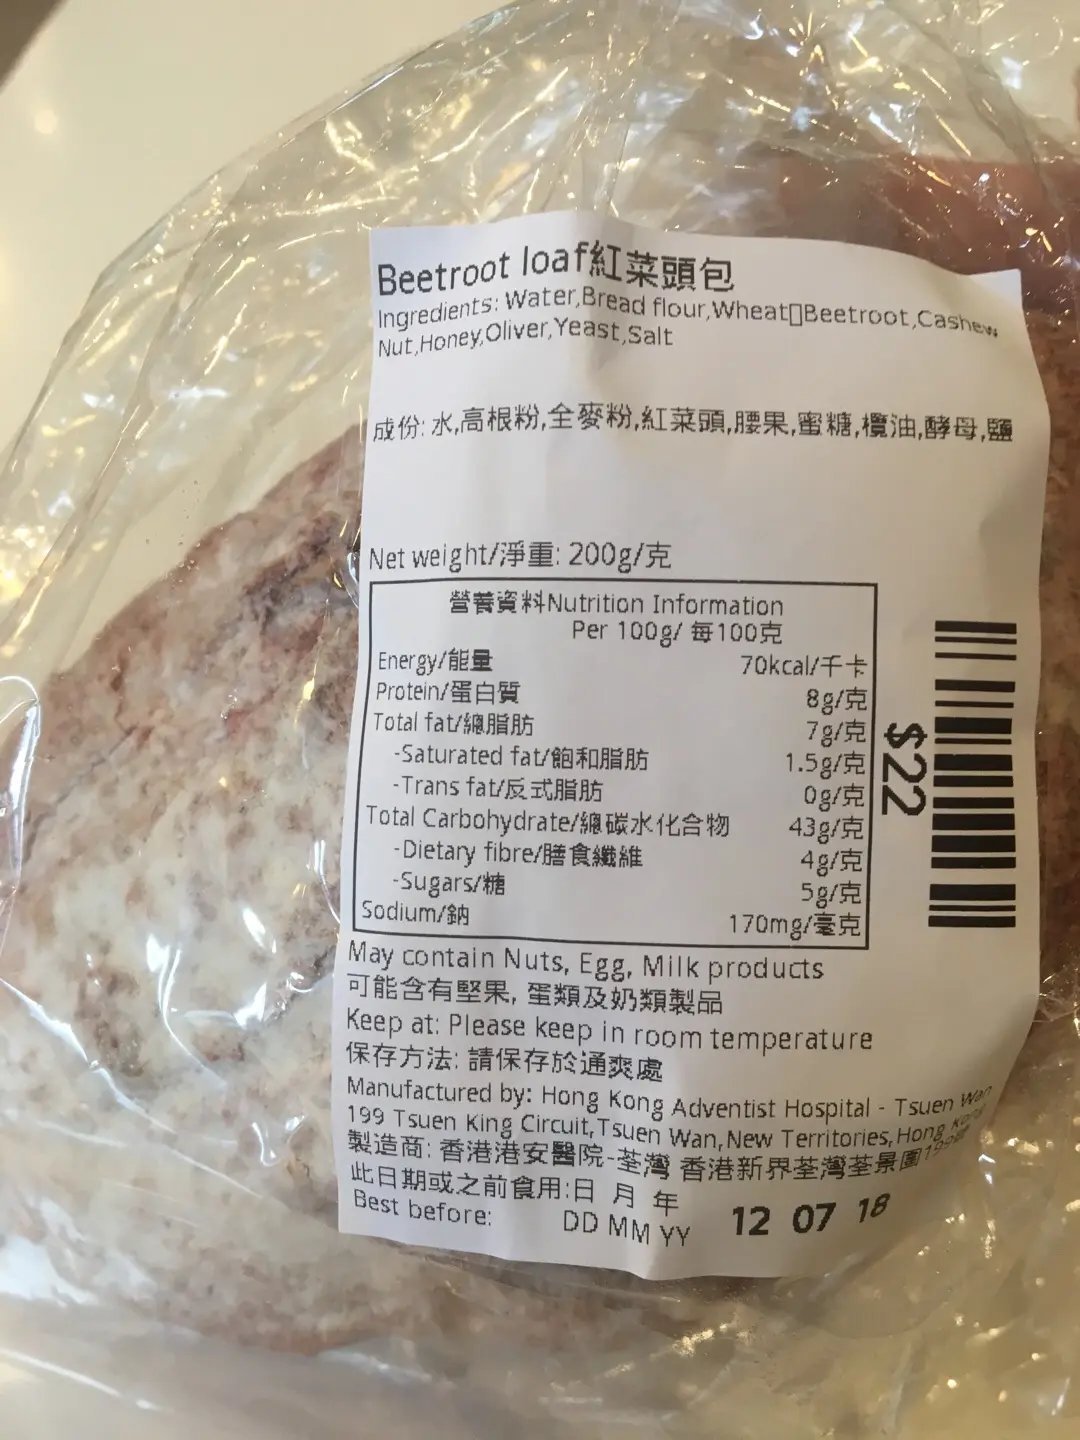 Beetroot loaf紅菜頭包
Ingredients: Water,Bread flour,Wheat▯Beetroot,Cashew
Nut,Honey,Oliver,Yeast,Salt
成份: 水,高根粉,全麥粉,紅菜頭,腰果,蜜糖,欖油,酵母,鹽
Net weight/淨重: 200g/克
營養資料Nutrition Information
Per 100g/ 每100克
Energy/能量 70kcal/千卡
Protein/蛋白質 8g/克
Total fat/總脂肪 7g/克
-Saturated fat/飽和脂肪 1.5g/克
-Trans fat/反式脂肪 0g/克
Total Carbohydrate/總碳水化合物 43g/克
-Dietary fibre/膳食纖維 4g/克
-Sugars/糖 5g/克
Sodium/鈉 170mg/毫克
$22
May contain Nuts, Egg, Milk products
可能含有堅果, 蛋類及奶類製品
Keep at: Please keep in room temperature
保存方法: 請保存於通爽處
Manufactured by: Hong Kong Adventist Hospital - Tsuen Wan
199 Tsuen King Circuit,Tsuen Wan,New Territories,Hong Kong
製造商: 香港港安醫院-荃灣 香港新界荃灣荃景圍199號
此日期或之前食用:日 月 年
Best before: DD MM YY 12 07 18